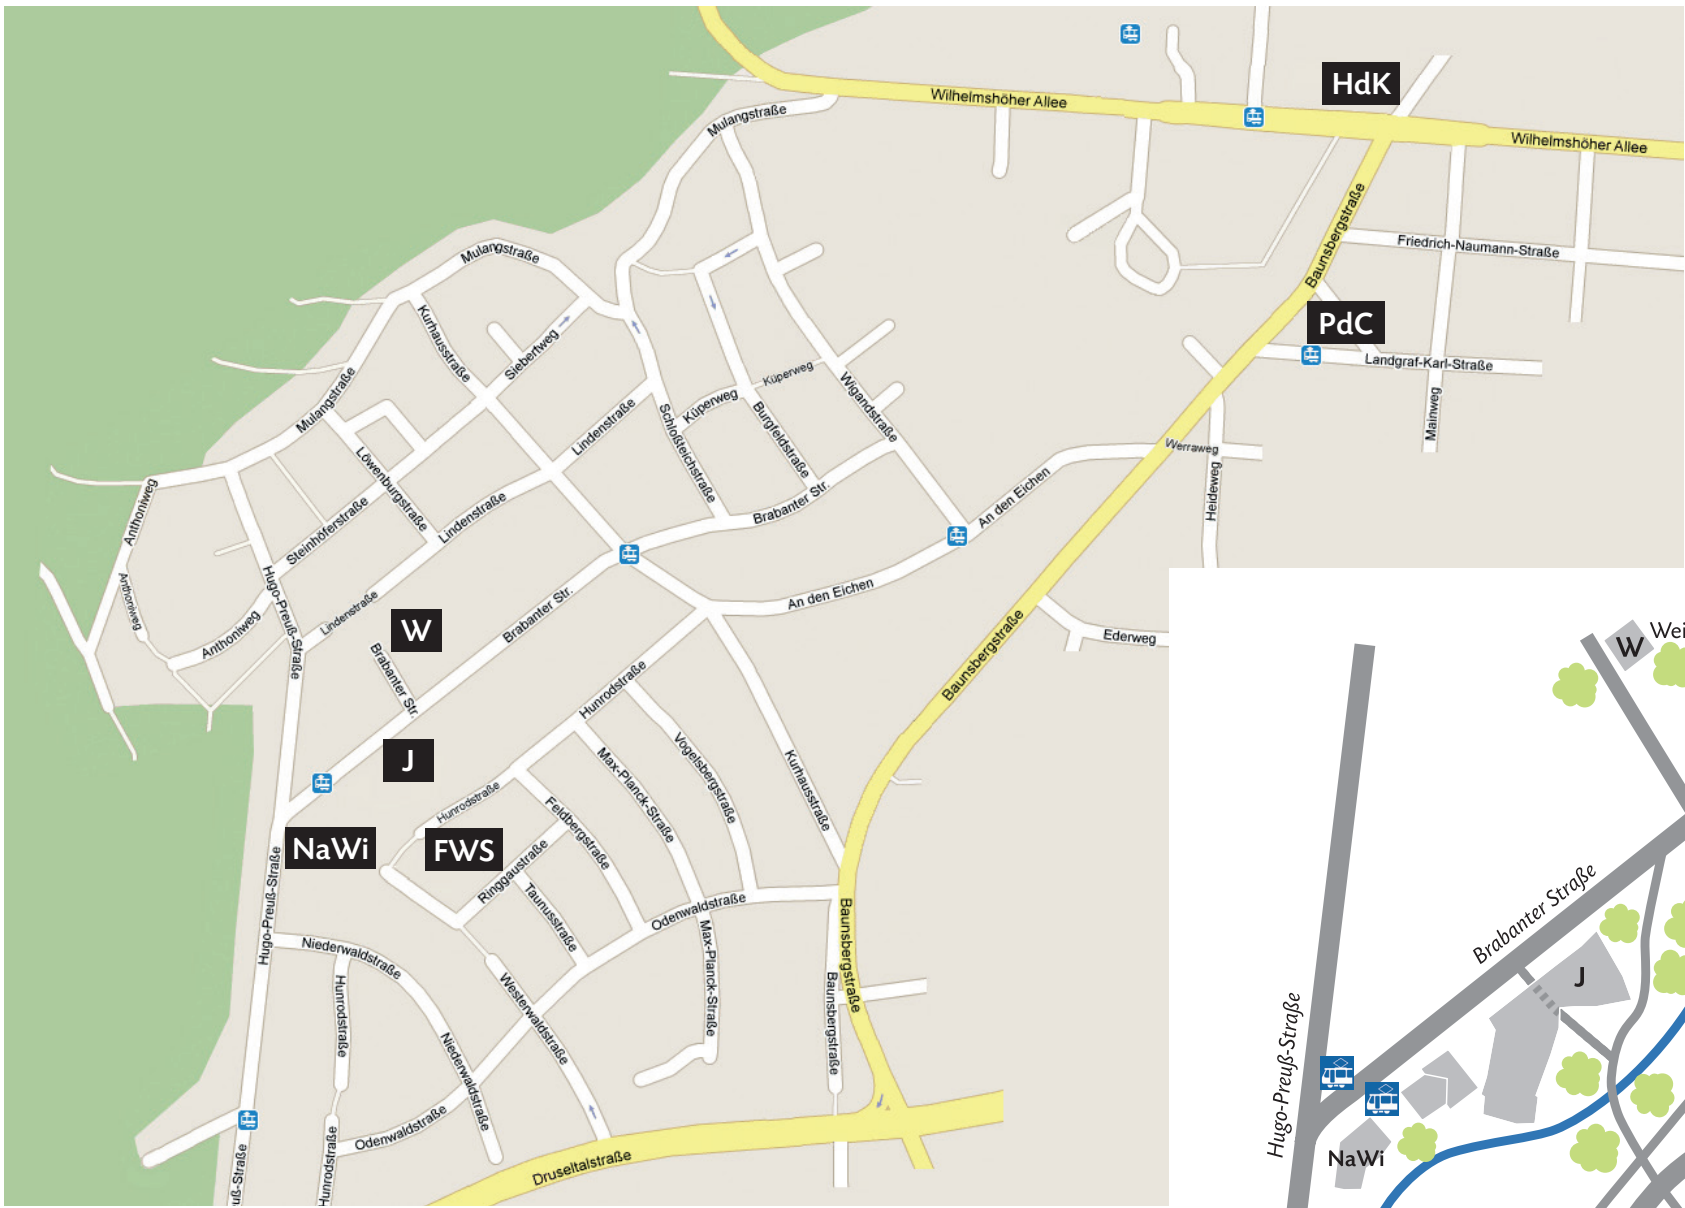 HdK
Wilhelmshöher Allee
Mulangstraße
Wilhelmshöher Allee
Baunsbergstraße
Friedrich-Naumann-Straße
Mulangstraße
PdC
Kurhausstraße
Siebertweg
Landgraf-Karl-Straße
Küperweg
Mulangstraße
Küperweg
Wigandstraße
Mainweg
Lindenstraße
Schloßteichstraße
Burgfeldstraße
Werraweg
Löwenburgstraße
Brabanter Str.
An den Eichen
Heideweg
Anthoniweg
Steinhöferstraße
Lindenstraße
Anthoniweg
Hugo-Preuß-Straße
An den Eichen
Lindenstraße
Brabanter Str.
Anthoniweg
W
Ederweg
Brabanter Str.
Hunrodstraße
Baunsbergstraße
J
Vogelsbergstraße
Max-Planck-Straße
Kurhausstraße
Hunrodstraße
Feldbergstraße
NaWi
FWS
Ringgaustraße
Hugo-Preuß-Straße
Taunusstraße
Odenwaldstraße
Niederwaldstraße
Max-Planck-Straße
Baunsbergstraße
Hunrodstraße
Westerwaldstraße
Baunsbergstraße
Niederwaldstraße
Odenwaldstraße
Hunrodstraße
uß-Straße
Druseltalstraße
W
Wei
Brabanter Straße
J
Hugo-Preuß-Straße
NaWi